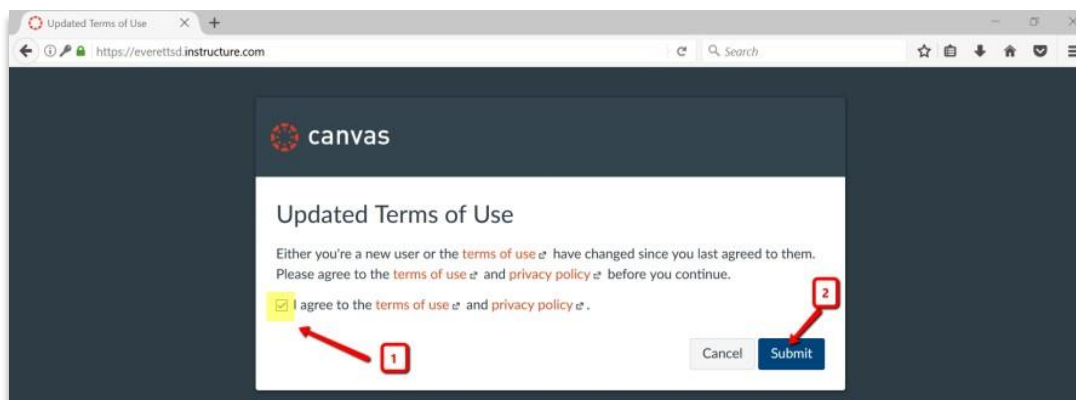 Updated Terms of Use
https://everettsd.instructure.com
Search
canvas
Updated Terms of Use
Either you're a new user or the terms of use have changed since you last agreed to them.
Please agree to the terms of use and privacy policy before you continue.
I agree to the terms of use and privacy policy .
2
1
Cancel
Submit